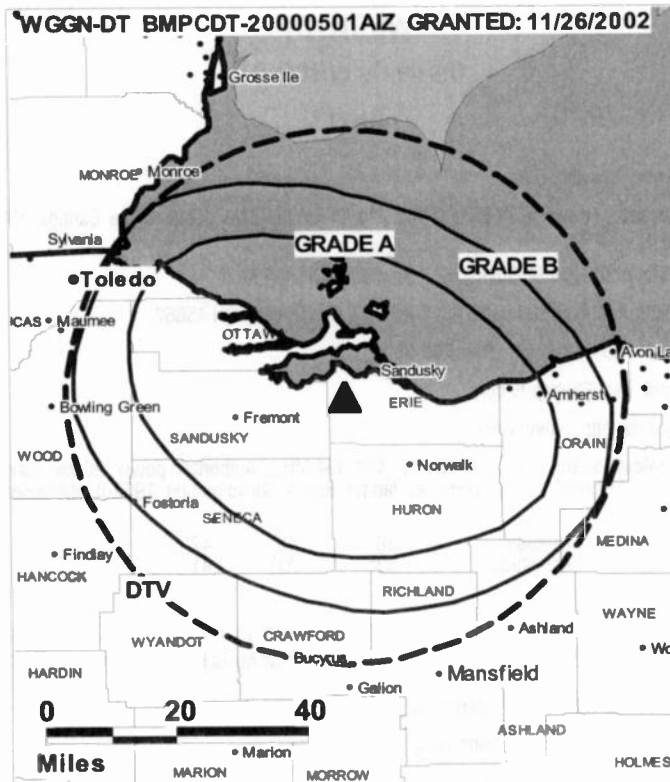 WGGN-DT BMPCDT-20000501AIZ GRANTED: 11/26/2002
Grosse Ile
MONROE Monroe
Sylvania
GRADE A
GRADE B
Toledo
UCAS Maumee
OTTAWA
Avon La
Sandusky
ERIE
Amherst
Bowling Green
Fremont
SANDUSKY
LORAIN
WOOD
Norwalk
Fostoria
HURON
SENECA
MEDINA
Findlay
HANCOCK
DTV
RICHLAND
WAYNE
WYANDOT
CRAWFORD
Ashland
Bucyrus
Wo
HARDIN
Mansfield
Galion
0 20 40
ASHLAND
Miles
Marion
HOLMES
MARION
MORROW